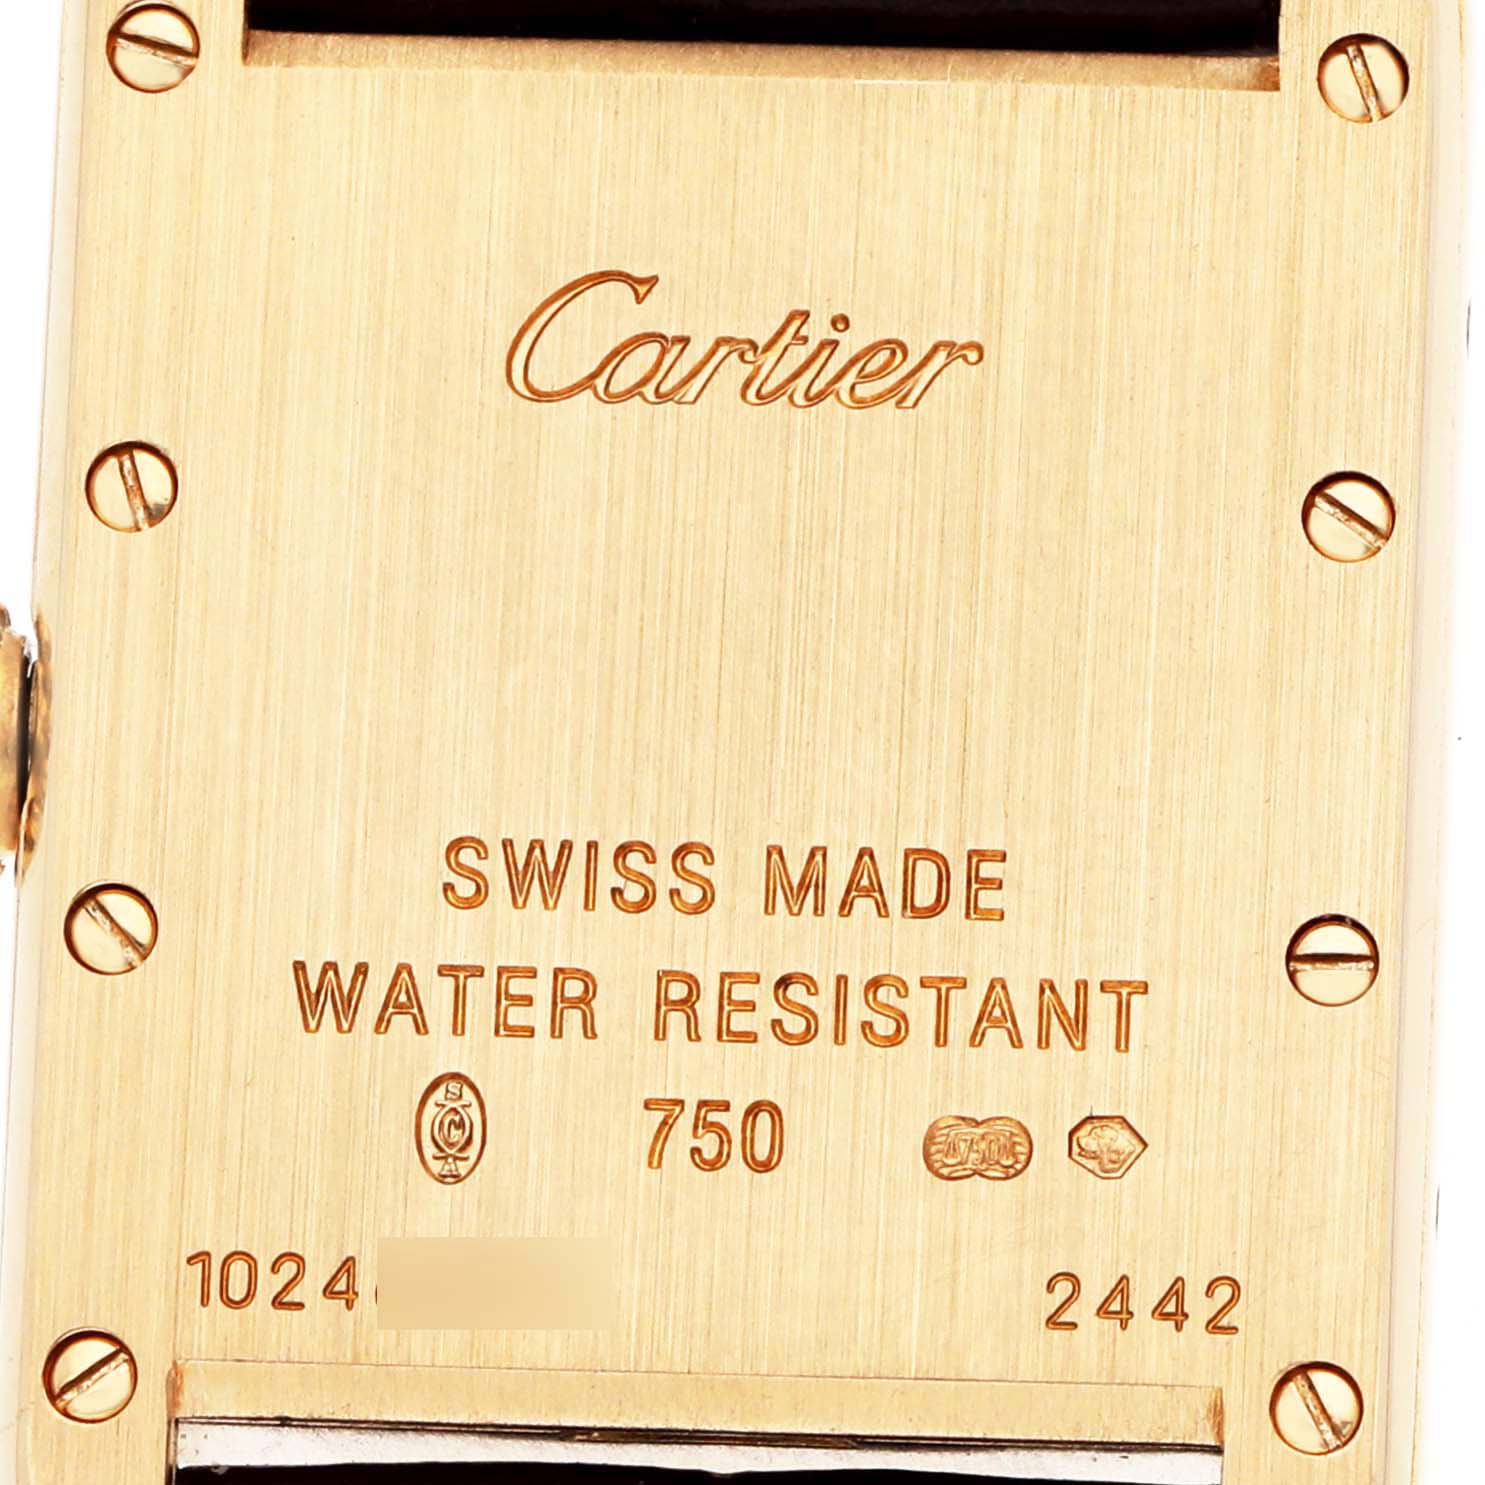 Cartier
SWISS MADE
WATER RESISTANT
S C A 750
1024 2442